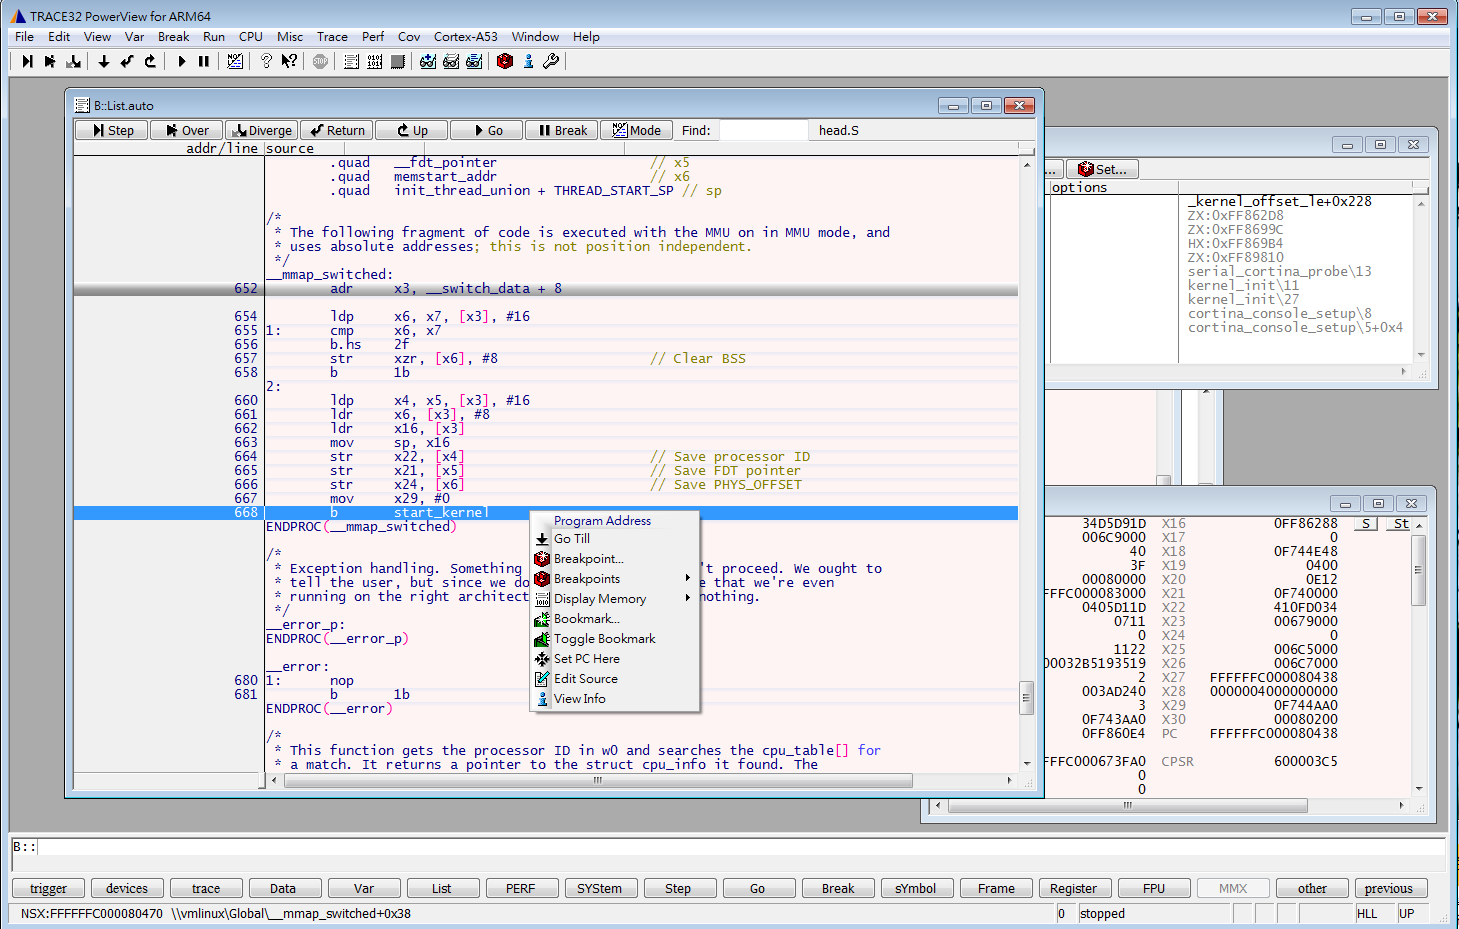 TRACE32 PowerView for ARM64
File Edit View Var Break Run CPU Misc Trace Perf Cov Cortex-A53 Window Help
B::List.auto
Step Over Diverge Return Up Go Break Mode Find: head.S
addr/line source
.quad __fdt_pointer // x5
.quad memstart_addr // x6
.quad init_thread_union + THREAD_START_SP // sp
/*
* The following fragment of code is executed with the MMU on in MMU mode, and
* uses absolute addresses; this is not position independent.
*/
__mmap_switched:
652 adr x3, __switch_data + 8
654 ldp x6, x7, [x3], #16
655 1: cmp x6, x7
656 b.hs 2f
657 str xzr, [x6], #8 // Clear BSS
658 b 1b
2:
660 ldp x4, x5, [x3], #16
661 ldr x6, [x3], #8
662 ldr x16, [x3]
663 mov sp, x16
664 str x22, [x4] // Save processor ID
665 str x21, [x5] // Save FDT pointer
666 str x24, [x6] // Save PHYS_OFFSET
667 mov x29, #0
668 b start_kernel
ENDPROC(__mmap_switched)
/*
* Exception handling. Something 't proceed. We ought to
* tell the user, but since we do e that we're even
* running on the right architect nothing.
*/
__error_p:
ENDPROC(__error_p)
__error:
680 1: nop
681 b 1b
ENDPROC(__error)
/*
* This function gets the processor ID in w0 and searches the cpu_table[] for
* a match. It returns a pointer to the struct cpu_info it found. The
Program Address
Go Till
Breakpoint...
Breakpoints
Display Memory
Bookmark...
Toggle Bookmark
Set PC Here
Edit Source
View Info
... Set...
options
_kernel_offset_le+0x228
ZX:0xFF862D8
ZX:0xFF8699C
HX:0xFF869B4
ZX:0xFF89810
serial_cortina_probe\13
kernel_init\11
kernel_init\27
cortina_console_setup\8
cortina_console_setup\5+0x4
34D5D91D X16 0FF86288 S St
006C9000 X17 0
40 X18 0F744E48
3F X19 0400
00080000 X20 0E12
FFFC000083000 X21 0F740000
0405D11D X22 410FD034
0711 X23 00679000
0 X24 0
1122 X25 006C5000
00032B5193519 X26 006C7000
2 X27 FFFFFFC000080438
003AD240 X28 0000004000000000
3 X29 0F744AA0
0F743AA0 X30 00080200
0FF860E4 PC FFFFFFC000080438
FFFC000673FA0 CPSR 600003C5
0
0
B::
trigger devices trace Data Var List PERF SYStem Step Go Break sYmbol Frame Register FPU MMX other previous
NSX:FFFFFFC000080470 \\vmlinux\Global\__mmap_switched+0x38 0 stopped HLL UP